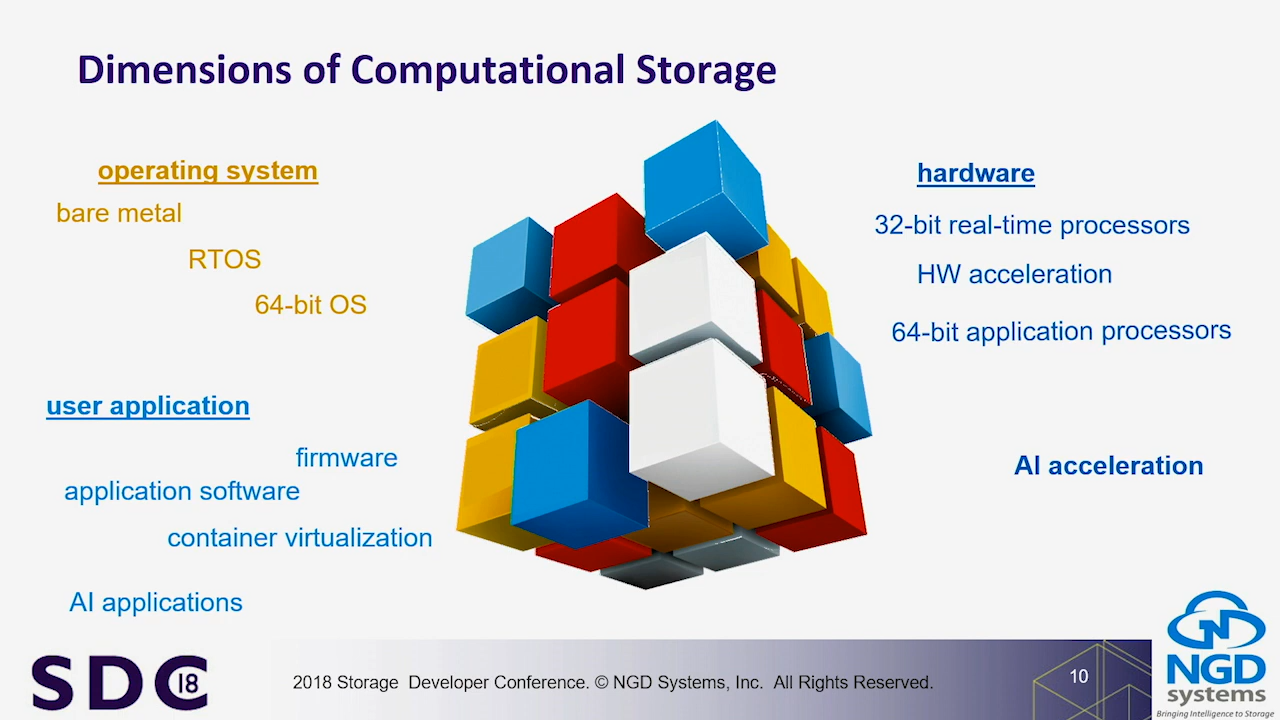 Dimensions of Computational Storage
operating system
bare metal
RTOS
64-bit OS
user application
firmware
application software
container virtualization
AI applications
hardware
32-bit real-time processors
HW acceleration
64-bit application processors
AI acceleration
SDC 18
2018 Storage Developer Conference. © NGD Systems, Inc. All Rights Reserved.
10
NGD
systems
Bringing Intelligence to Storage